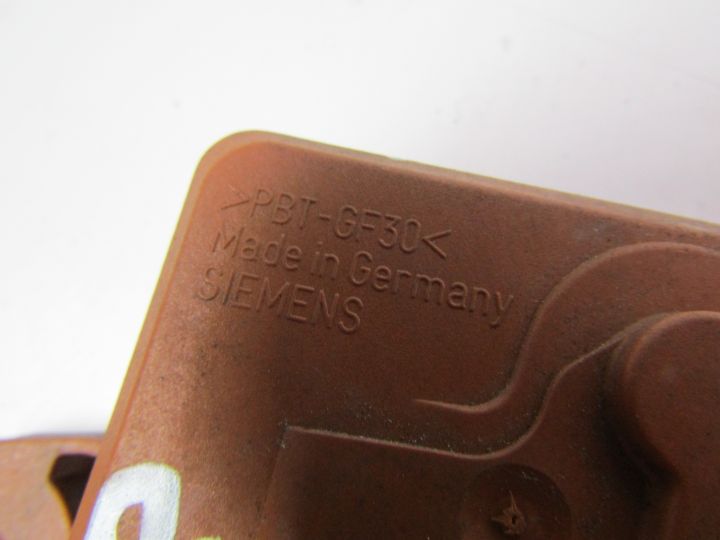 >PBT-GF30<
Made in Germany
SIEMENS